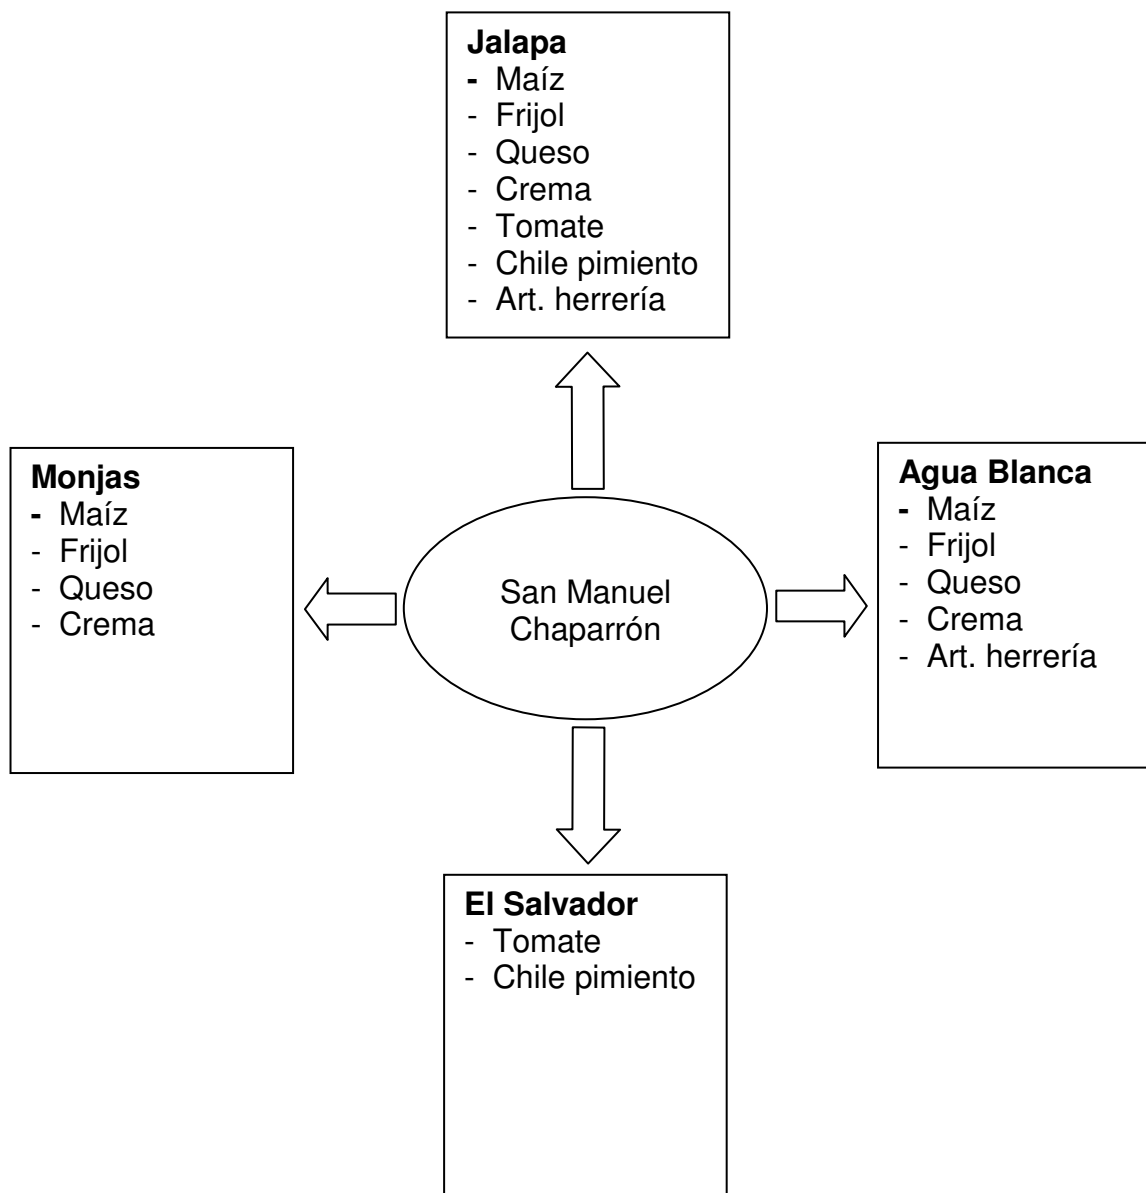 Jalapa
- Maíz
- Frijol
- Queso
- Crema
- Tomate
- Chile pimiento
- Art. herrería
Monjas
- Maíz
- Frijol
- Queso
- Crema
San Manuel
Chaparrón
Agua Blanca
- Maíz
- Frijol
- Queso
- Crema
- Art. herrería
El Salvador
- Tomate
- Chile pimiento